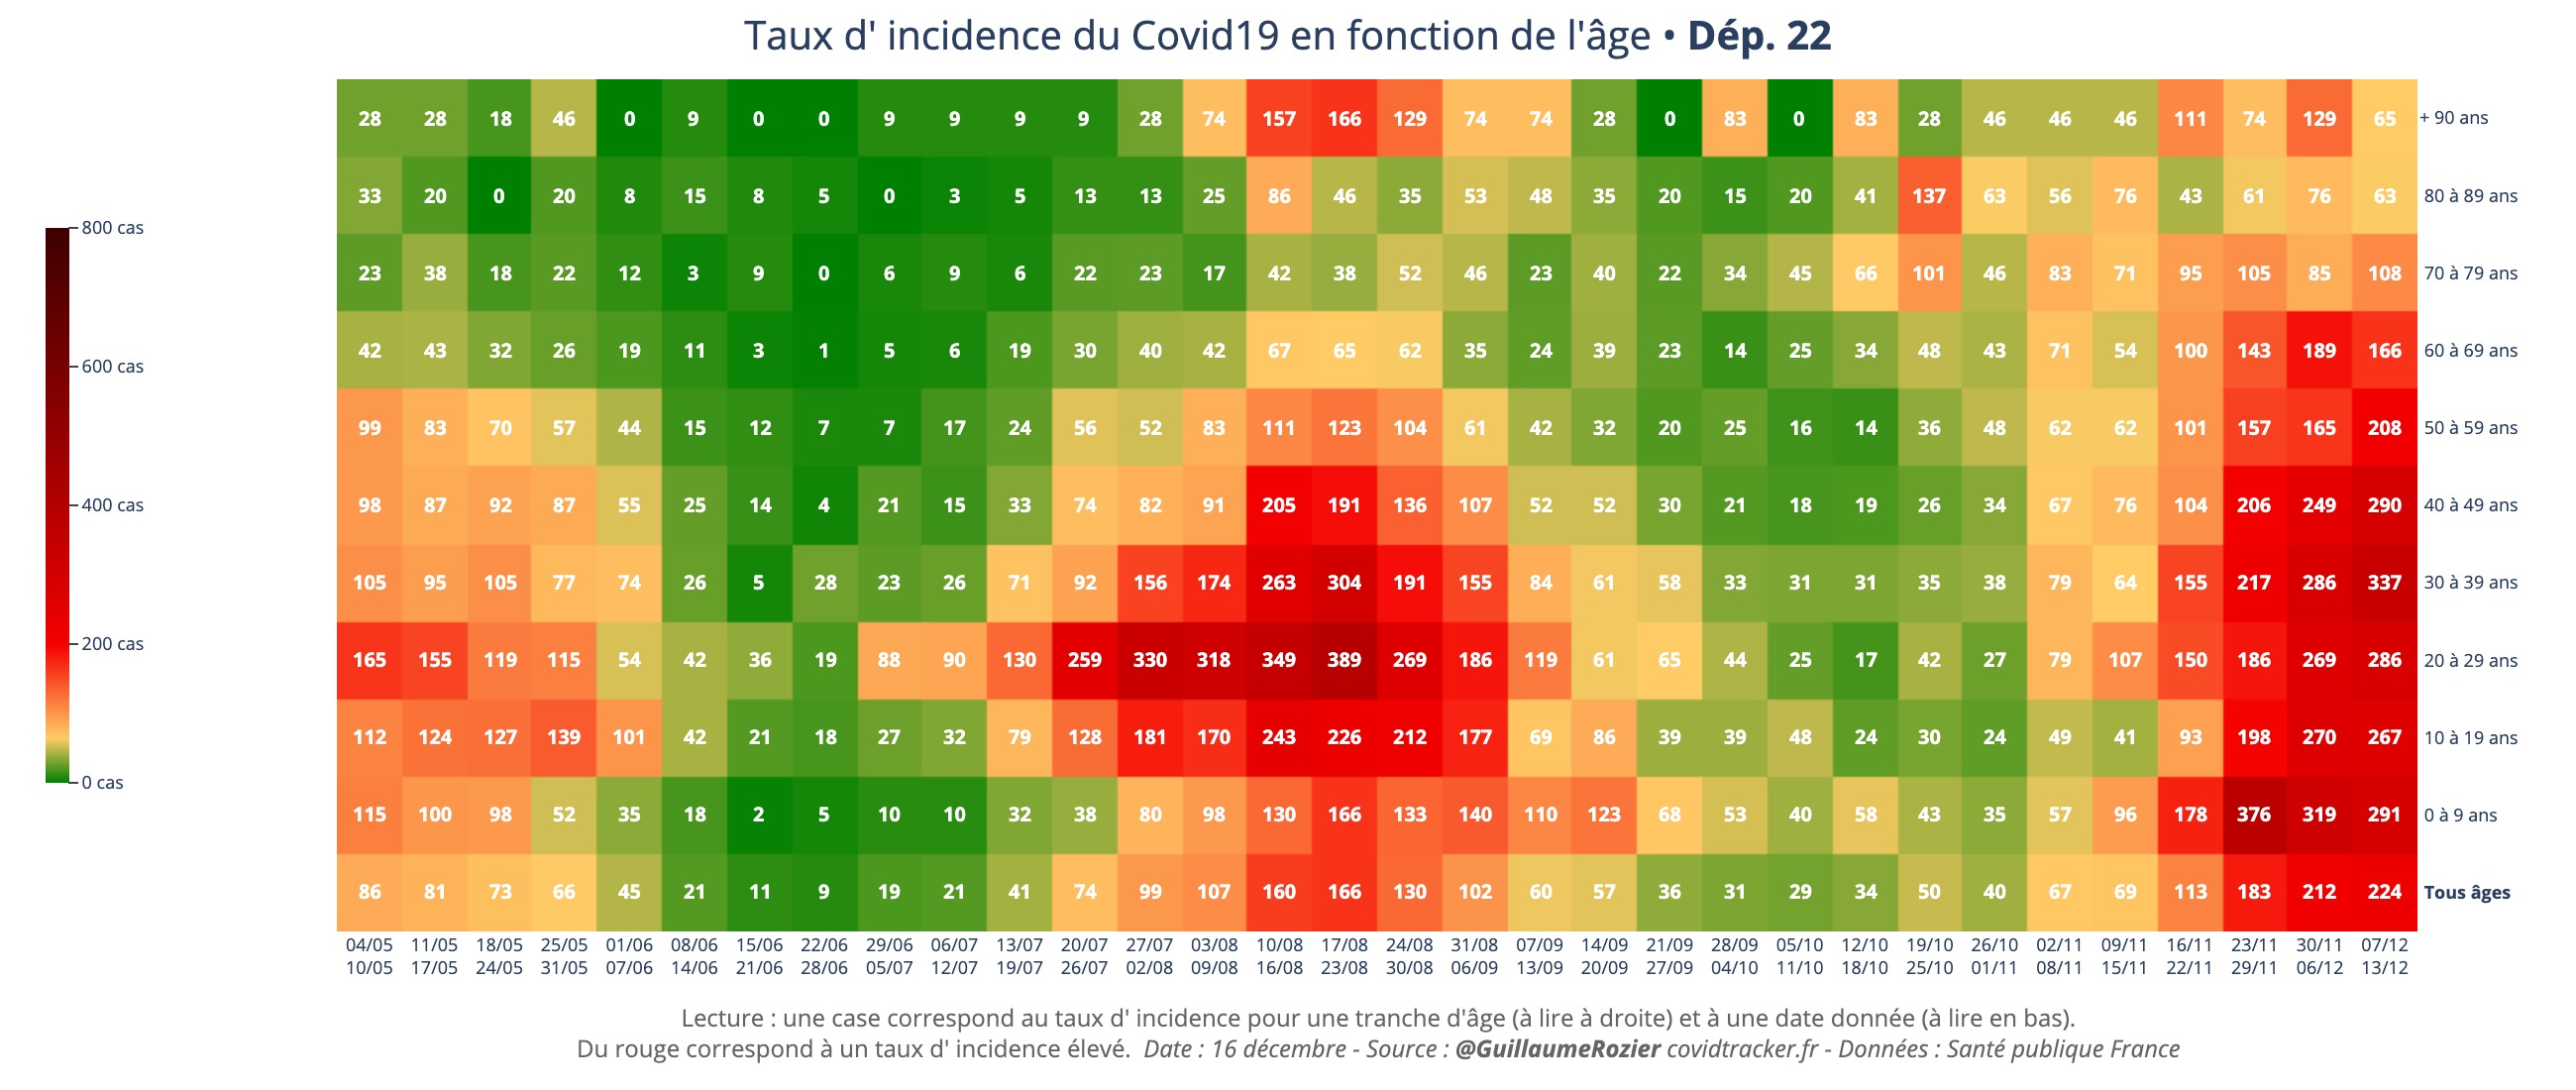 Taux d' incidence du Covid19 en fonction de l'âge • Dép. 22
28 28 18 46 0 9 0 0 9 9 9 9 28 74 157 166 129 74 74 28 0 83 0 83 28 46 46 46 111 74 129 65 + 90 ans
33 20 0 20 8 15 8 5 0 3 5 13 13 25 86 46 35 53 48 35 20 15 20 41 137 63 56 76 43 61 76 63 80 à 89 ans
800 cas
23 38 18 22 12 3 9 0 6 9 6 22 23 17 42 38 52 46 23 40 22 34 45 66 101 46 83 71 95 105 85 108 70 à 79 ans
42 43 32 26 19 11 3 1 5 6 19 30 40 42 67 65 62 35 24 39 23 14 25 34 48 43 71 54 100 143 189 166 60 à 69 ans
600 cas
99 83 70 57 44 15 12 7 7 17 24 56 52 83 111 123 104 61 42 32 20 25 16 14 36 48 62 62 101 157 165 208 50 à 59 ans
400 cas
98 87 92 87 55 25 14 4 21 15 33 74 82 91 205 191 136 107 52 52 30 21 18 19 26 34 67 76 104 206 249 290 40 à 49 ans
105 95 105 77 74 26 5 28 23 26 71 92 156 174 263 304 191 155 84 61 58 33 31 31 35 38 79 64 155 217 286 337 30 à 39 ans
200 cas
165 155 119 115 54 42 36 19 88 90 130 259 330 318 349 389 269 186 119 61 65 44 25 17 42 27 79 107 150 186 269 286 20 à 29 ans
112 124 127 139 101 42 21 18 27 32 79 128 181 170 243 226 212 177 69 86 39 39 48 24 30 24 49 41 93 198 270 267 10 à 19 ans
0 cas
115 100 98 52 35 18 2 5 10 10 32 38 80 98 130 166 133 140 110 123 68 53 40 58 43 35 57 96 178 376 319 291 0 à 9 ans
86 81 73 66 45 21 11 9 19 21 41 74 99 107 160 166 130 102 60 57 36 31 29 34 50 40 67 69 113 183 212 224 Tous âges
04/05 11/05 18/05 25/05 01/06 08/06 15/06 22/06 29/06 06/07 13/07 20/07 27/07 03/08 10/08 17/08 24/08 31/08 07/09 14/09 21/09 28/09 05/10 12/10 19/10 26/10 02/11 09/11 16/11 23/11 30/11 07/12
10/05 17/05 24/05 31/05 07/06 14/06 21/06 28/06 05/07 12/07 19/07 26/07 02/08 09/08 16/08 23/08 30/08 06/09 13/09 20/09 27/09 04/10 11/10 18/10 25/10 01/11 08/11 15/11 22/11 29/11 06/12 13/12
Lecture : une case correspond au taux d' incidence pour une tranche d'âge (à lire à droite) et à une date donnée (à lire en bas).
Du rouge correspond à un taux d' incidence élevé. Date : 16 décembre - Source : @GuillaumeRozier covidtracker.fr - Données : Santé publique France